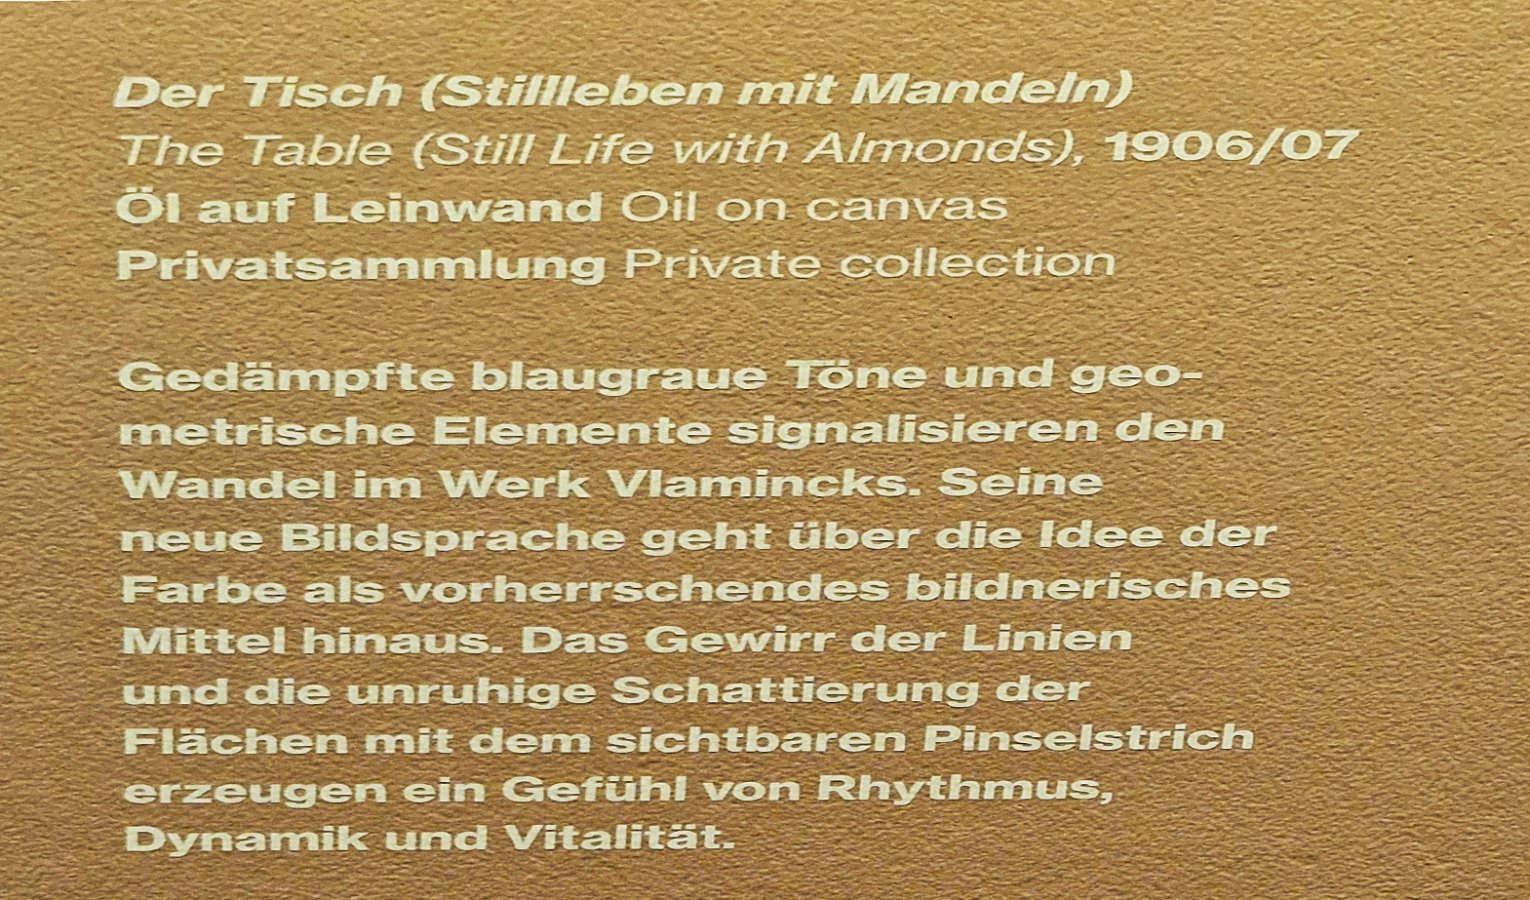 Der Tisch (Stillleben mit Mandeln)
The Table (Still Life with Almonds), 1906/07
Öl auf Leinwand Oil on canvas
Privatsammlung Private collection
Gedämpfte blaugraue Töne und geo-
metrische Elemente signalisieren den
Wandel im Werk Vlamincks. Seine
neue Bildsprache geht über die Idee der
Farbe als vorherrschendes bildnerisches
Mittel hinaus. Das Gewirr der Linien
und die unruhige Schattierung der
Flächen mit dem sichtbaren Pinselstrich
erzeugen ein Gefühl von Rhythmus,
Dynamik und Vitalität.